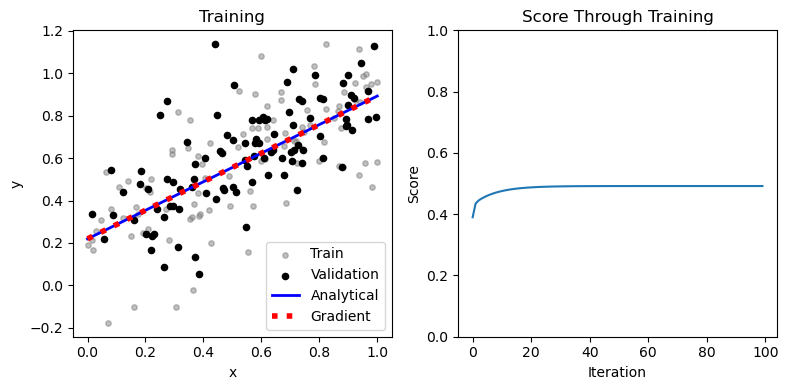 Training
1.2
1.0
0.8
0.6
0.4
0.2
0.0
−0.2
y
0.0 0.2 0.4 0.6 0.8 1.0
x
Train
Validation
Analytical
Gradient
Score Through Training
1.0
0.8
0.6
0.4
0.2
0.0
Score
0 20 40 60 80 100
Iteration